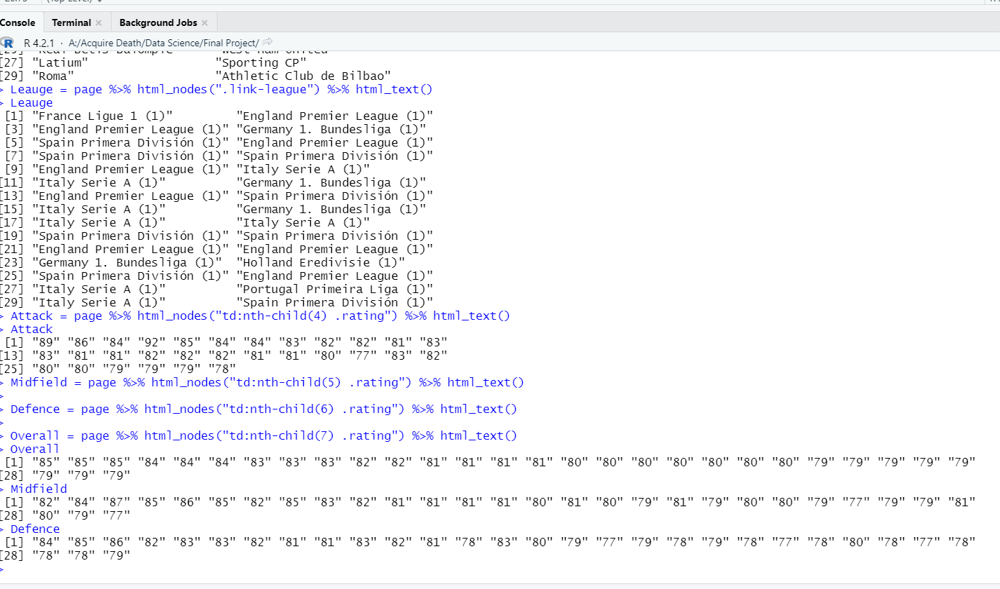 (Top Level)
Console Terminal × Background Jobs ×
R R 4.2.1 · A:/Acquire Death/Data Science/Final Project/
[27] "Latium" "Sporting CP"
[29] "Roma" "Athletic Club de Bilbao"
> Leauge = page %>% html_nodes(".link-league") %>% html_text()
> Leauge
[1] "France Ligue 1 (1)" "England Premier League (1)"
[3] "England Premier League (1)" "Germany 1. Bundesliga (1)"
[5] "Spain Primera División (1)" "England Premier League (1)"
[7] "Spain Primera División (1)" "Spain Primera División (1)"
[9] "England Premier League (1)" "Italy Serie A (1)"
[11] "Italy Serie A (1)" "Germany 1. Bundesliga (1)"
[13] "England Premier League (1)" "Spain Primera División (1)"
[15] "Italy Serie A (1)" "Germany 1. Bundesliga (1)"
[17] "Italy Serie A (1)" "Italy Serie A (1)"
[19] "Spain Primera División (1)" "Spain Primera División (1)"
[21] "England Premier League (1)" "England Premier League (1)"
[23] "Germany 1. Bundesliga (1)" "Holland Eredivisie (1)"
[25] "Spain Primera División (1)" "England Premier League (1)"
[27] "Italy Serie A (1)" "Portugal Primeira Liga (1)"
[29] "Italy Serie A (1)" "Spain Primera División (1)"
> Attack = page %>% html_nodes("td:nth-child(4) .rating") %>% html_text()
> Attack
[1] "89" "86" "84" "92" "85" "84" "84" "83" "82" "82" "81" "83"
[13] "83" "81" "81" "82" "82" "82" "81" "81" "80" "77" "83" "82"
[25] "80" "80" "79" "79" "79" "78"
> Midfield = page %>% html_nodes("td:nth-child(5) .rating") %>% html_text()
>
> Defence = page %>% html_nodes("td:nth-child(6) .rating") %>% html_text()
>
> Overall = page %>% html_nodes("td:nth-child(7) .rating") %>% html_text()
> Overall
[1] "85" "85" "85" "84" "84" "84" "83" "83" "83" "82" "82" "81" "81" "81" "81" "80" "80" "80" "80" "80" "80" "80" "79" "79" "79" "79" "79"
[28] "79" "79" "79"
> Midfield
[1] "82" "84" "87" "85" "86" "85" "82" "85" "83" "82" "81" "81" "81" "81" "80" "81" "80" "79" "81" "79" "80" "80" "79" "77" "79" "79" "81"
[28] "80" "79" "77"
> Defence
[1] "84" "85" "86" "82" "83" "83" "82" "81" "81" "83" "82" "81" "78" "83" "80" "79" "77" "79" "78" "79" "78" "77" "78" "80" "78" "77" "78"
[28] "78" "78" "79"
>